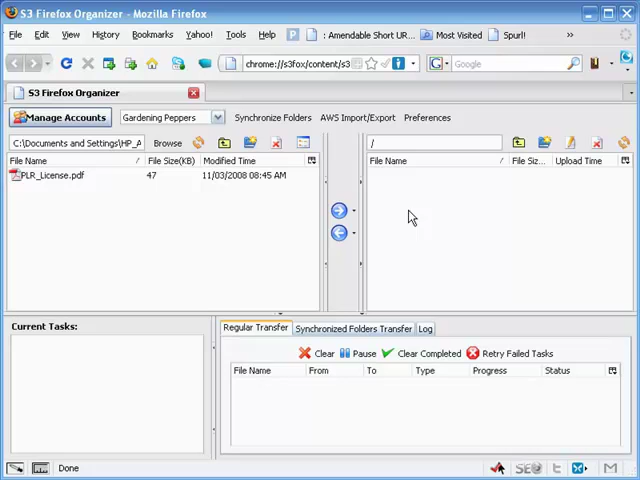 S3 Firefox Organizer - Mozilla Firefox
File Edit View History Bookmarks Yahoo! Tools Help : Amendable Short UR... Most Visited Spurl!
chrome://s3fox/content/s3 Google
S3 Firefox Organizer
Manage Accounts Gardening Peppers Synchronize Folders AWS Import/Export Preferences
C:\Documents and Settings\HP_A Browse /
File Name File Size(KB) Modified Time File Name File Siz... Upload Time
PLR_License.pdf 47 11/03/2008 08:45 AM
Current Tasks: Regular Transfer Synchronized Folders Transfer Log
Clear Pause Clear Completed Retry Failed Tasks
File Name From To Type Progress Status
Done